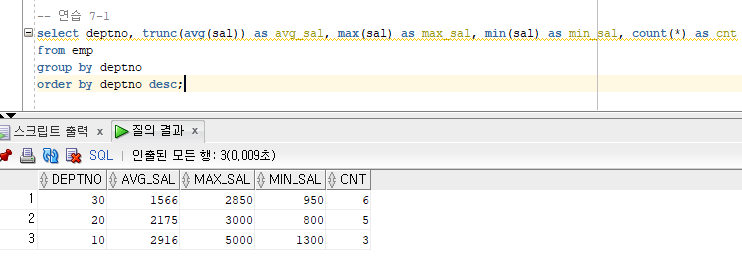 -- 연습 7-1
select deptno, trunc(avg(sal)) as avg_sal, max(sal) as max_sal, min(sal) as min_sal, count(*) as cnt
from emp
group by deptno
order by deptno desc;
스크립트 출력 x 질의 결과 x
SQL | 인출된 모든 행: 3(0,009초)
DEPTNO AVG_SAL MAX_SAL MIN_SAL CNT
1 30 1566 2850 950 6
2 20 2175 3000 800 5
3 10 2916 5000 1300 3